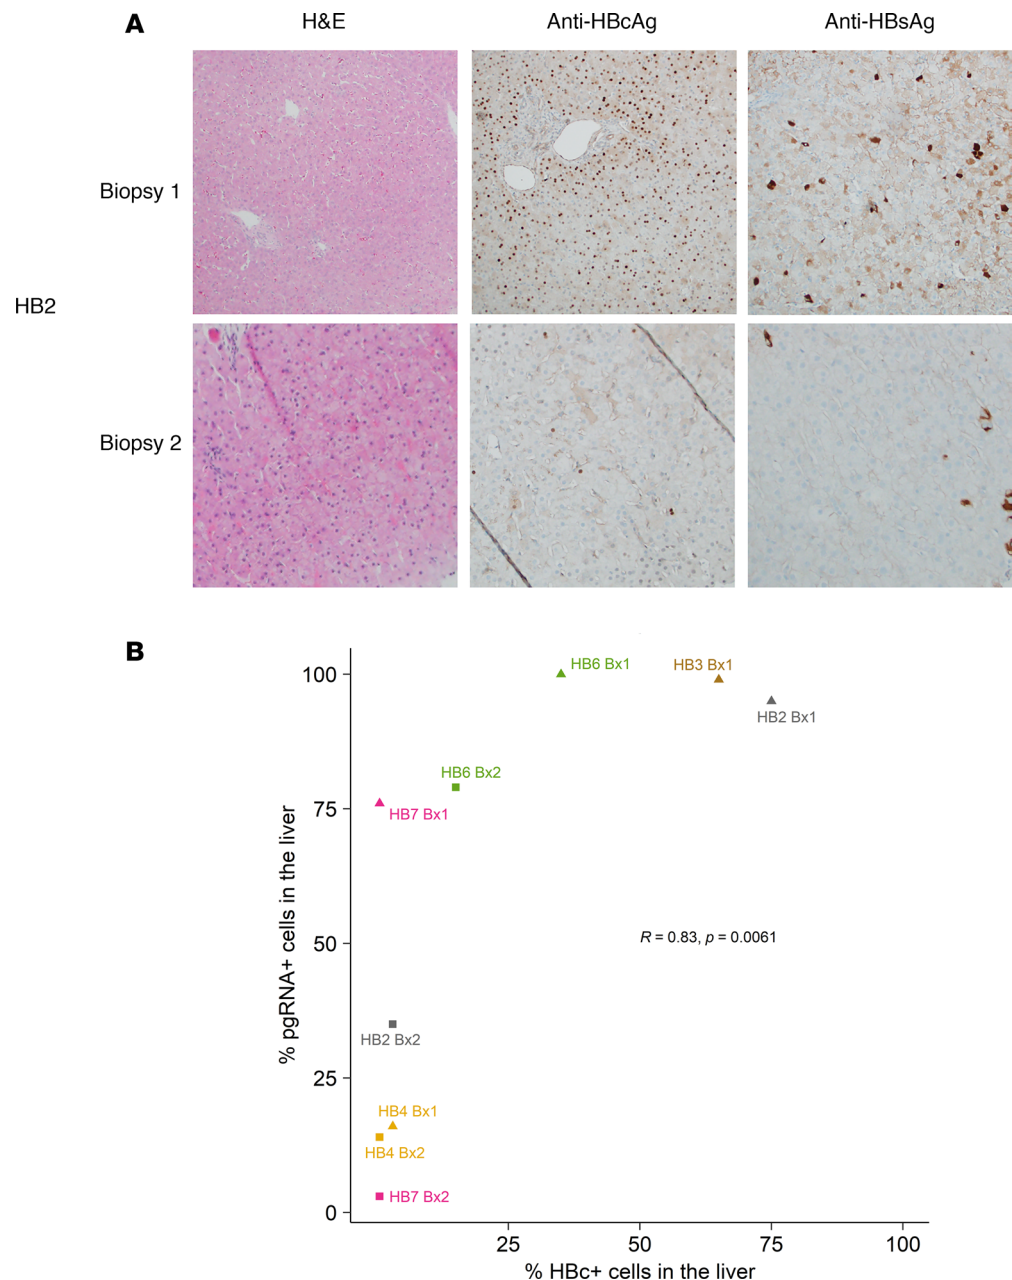 A
H&E
Anti-HBcAg
Anti-HBsAg
Biopsy 1
HB2
Biopsy 2
B
% pgRNA+ cells in the liver
100
75
50
25
0
HB6 Bx1
HB3 Bx1
HB2 Bx1
HB6 Bx2
HB7 Bx1
R = 0.83, p = 0.0061
HB2 Bx2
HB4 Bx1
HB4 Bx2
HB7 Bx2
25
50
75
100
% HBc+ cells in the liver